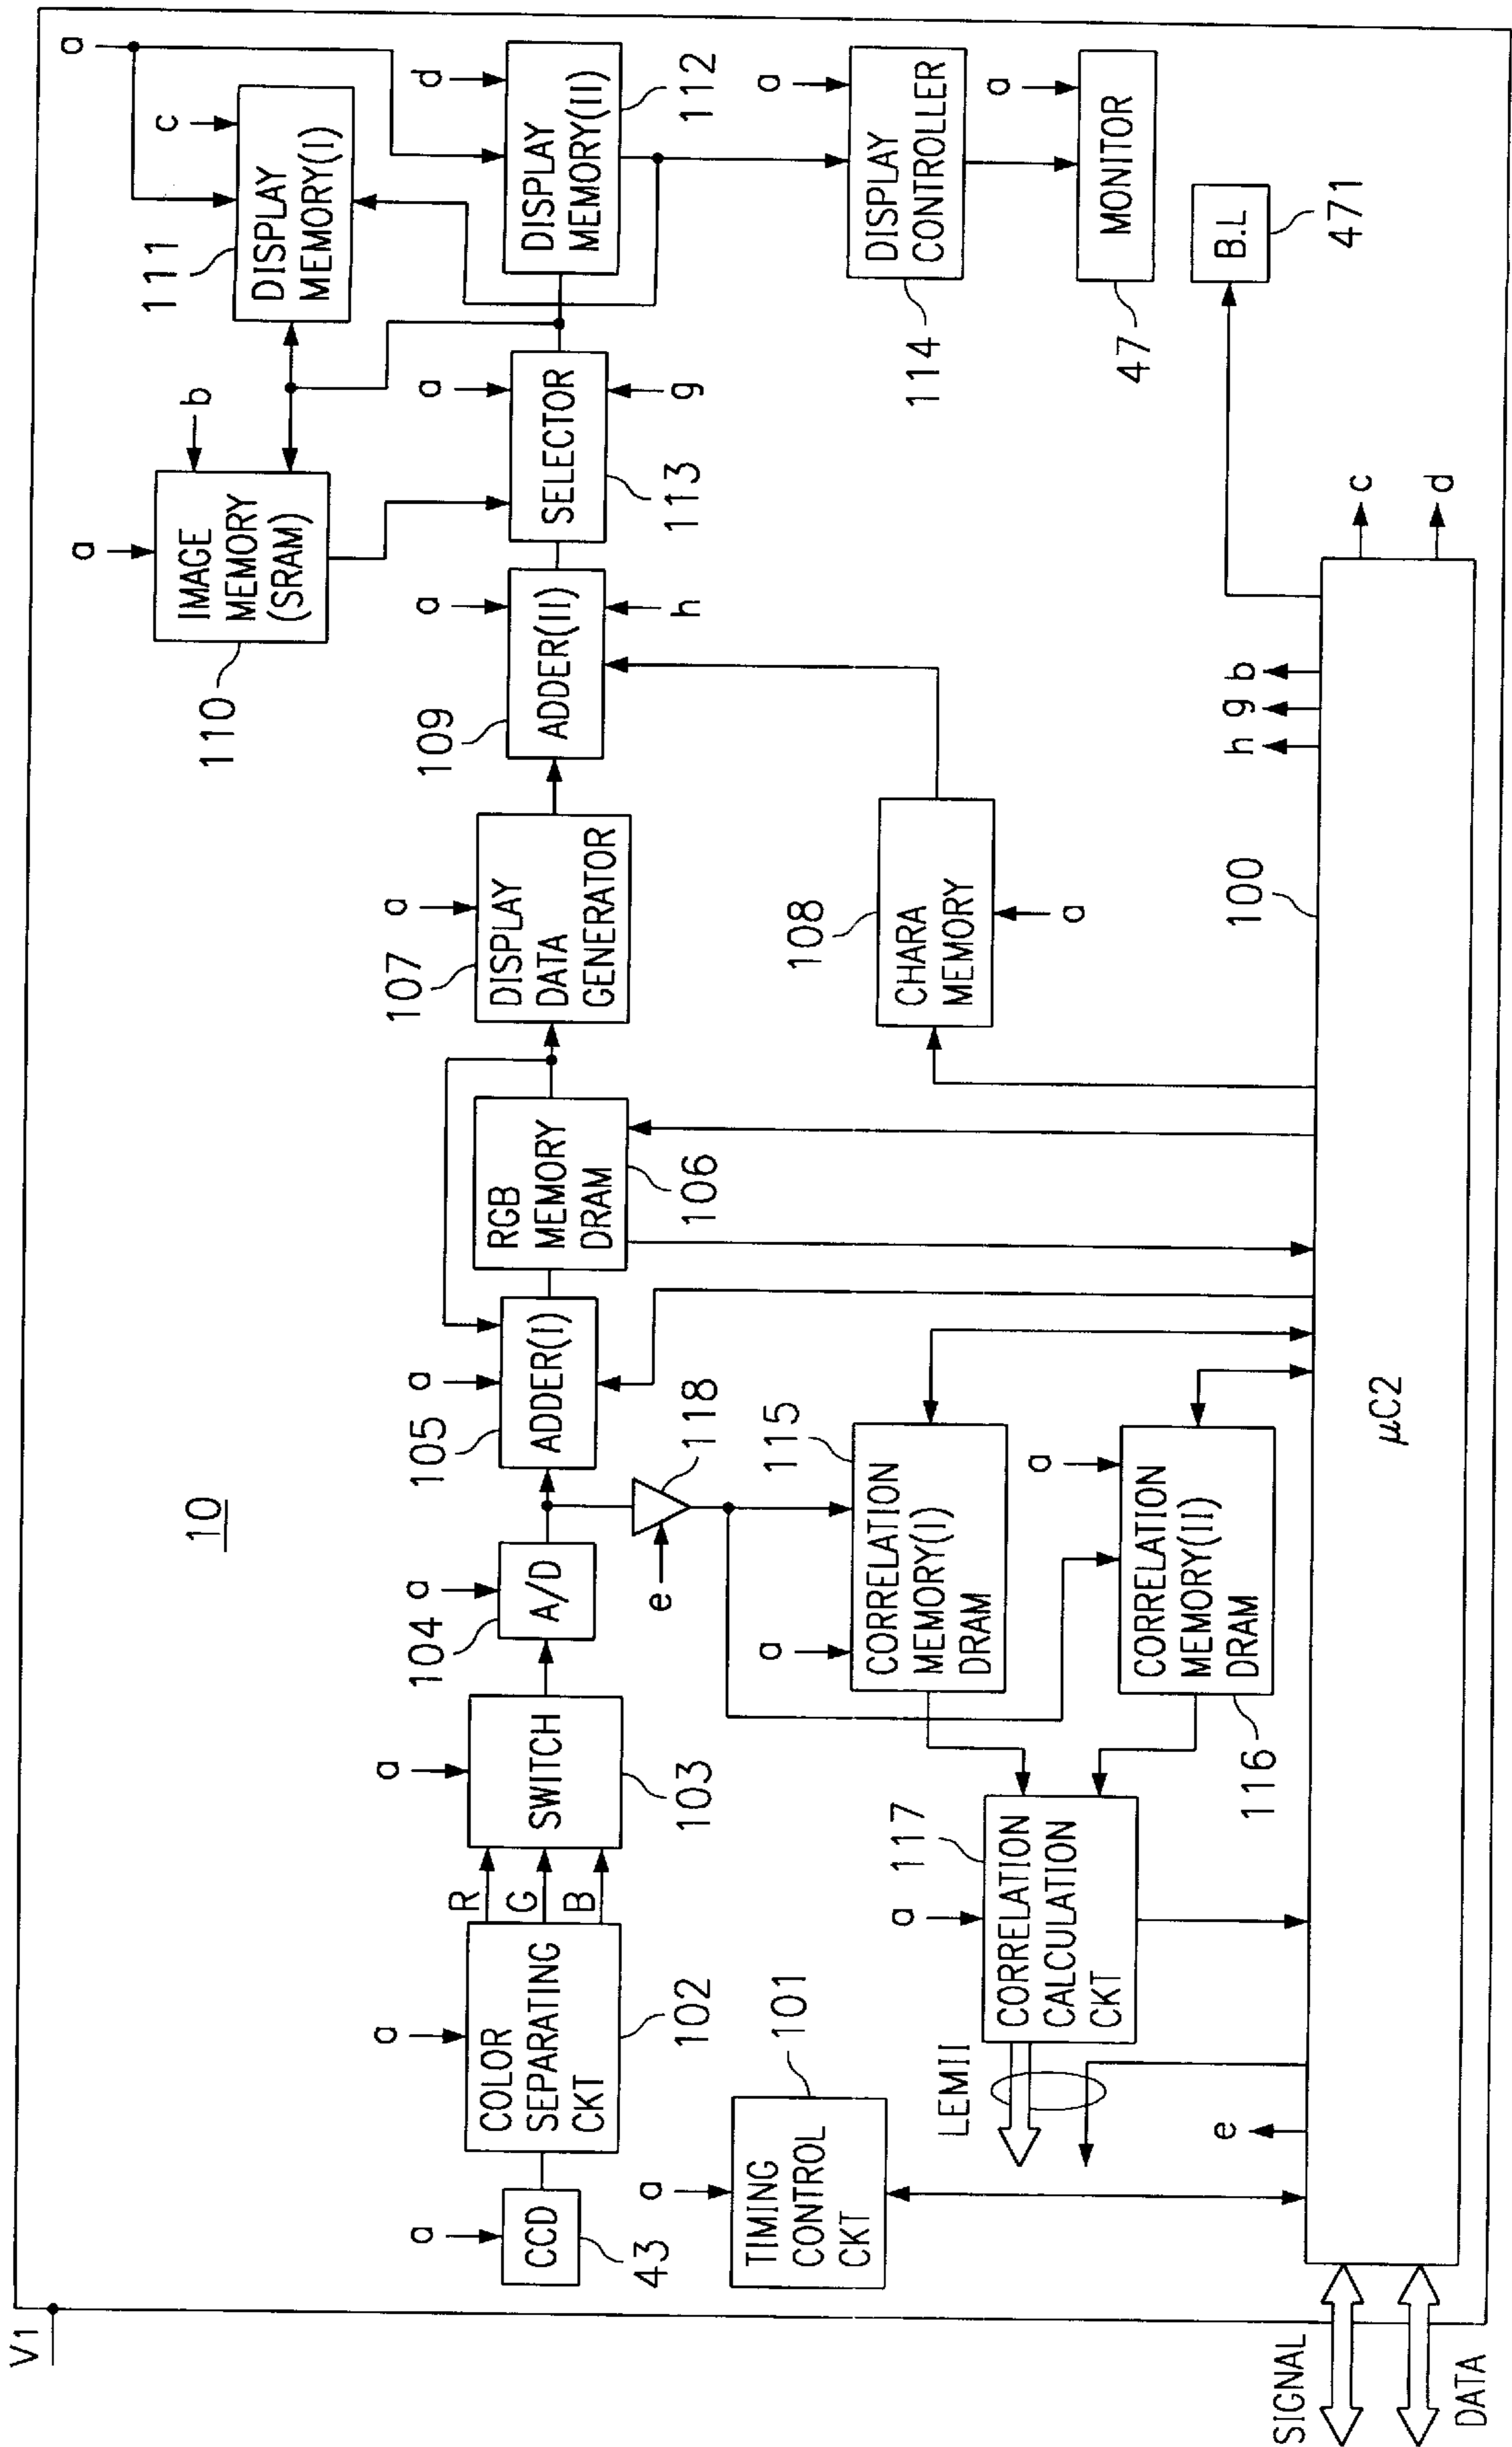 10
V1
a
CCD
43
a
COLOR
SEPARATING
CKT
102
R
G
B
a
SWITCH
103
a
A/D
104
a
ADDER(I)
105
RGB
MEMORY
DRAM
106
a
DISPLAY
DATA
GENERATOR
107
a
ADDER(II)
109
h
a
IMAGE
MEMORY
(SRAM)
110
b
a
SELECTOR
113
g
a
c
DISPLAY
MEMORY(I)
111
d
DISPLAY
MEMORY(II)
112
a
DISPLAY
CONTROLLER
114
a
MONITOR
47
B.L
471
a
TIMING
CONTROL
CKT
101
LEMII
a
CORRELATION
CALCULATION
CKT
117
e
118
a
CORRELATION
MEMORY(I)
DRAM
115
a
CORRELATION
MEMORY(II)
DRAM
116
CHARA
MEMORY
108
a
e
h
g
b
c
d
μC2
100
SIGNAL
DATA